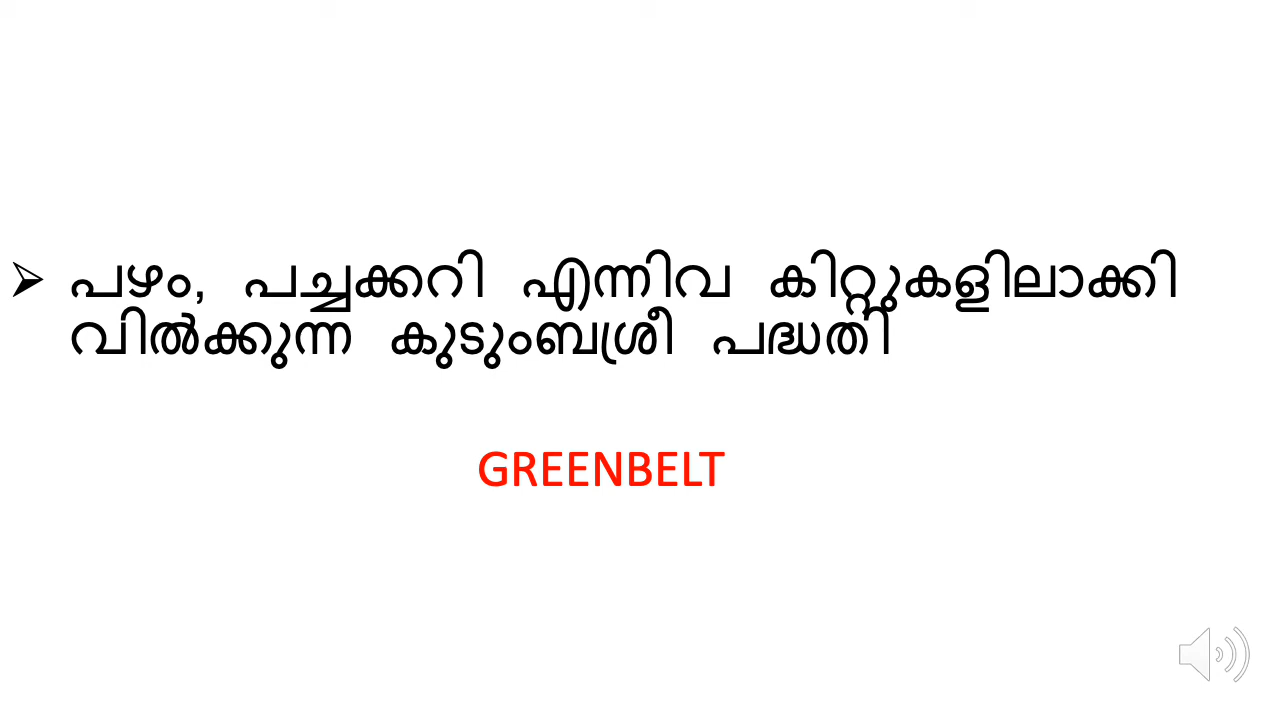 പഴം, പച്ചക്കറി എന്നിവ കിറ്റുകളിലാക്കി
വിൽക്കുന്ന കുടുംബശ്രീ പദ്ധതി
GREENBELT